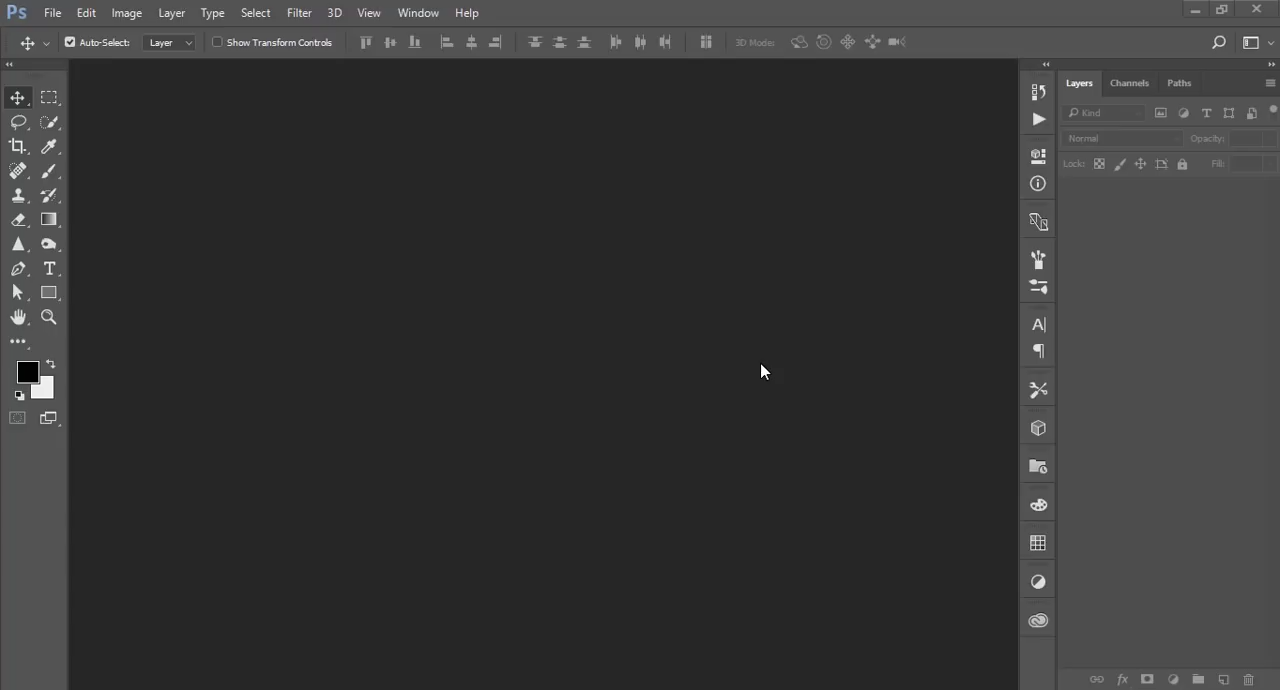 Ps File Edit Image Layer Type Select Filter 3D View Window Help
Auto-Select: Layer Show Transform Controls 3D Mode:
Layers Channels Paths
Kind
Normal Opacity:
Lock: Fill: